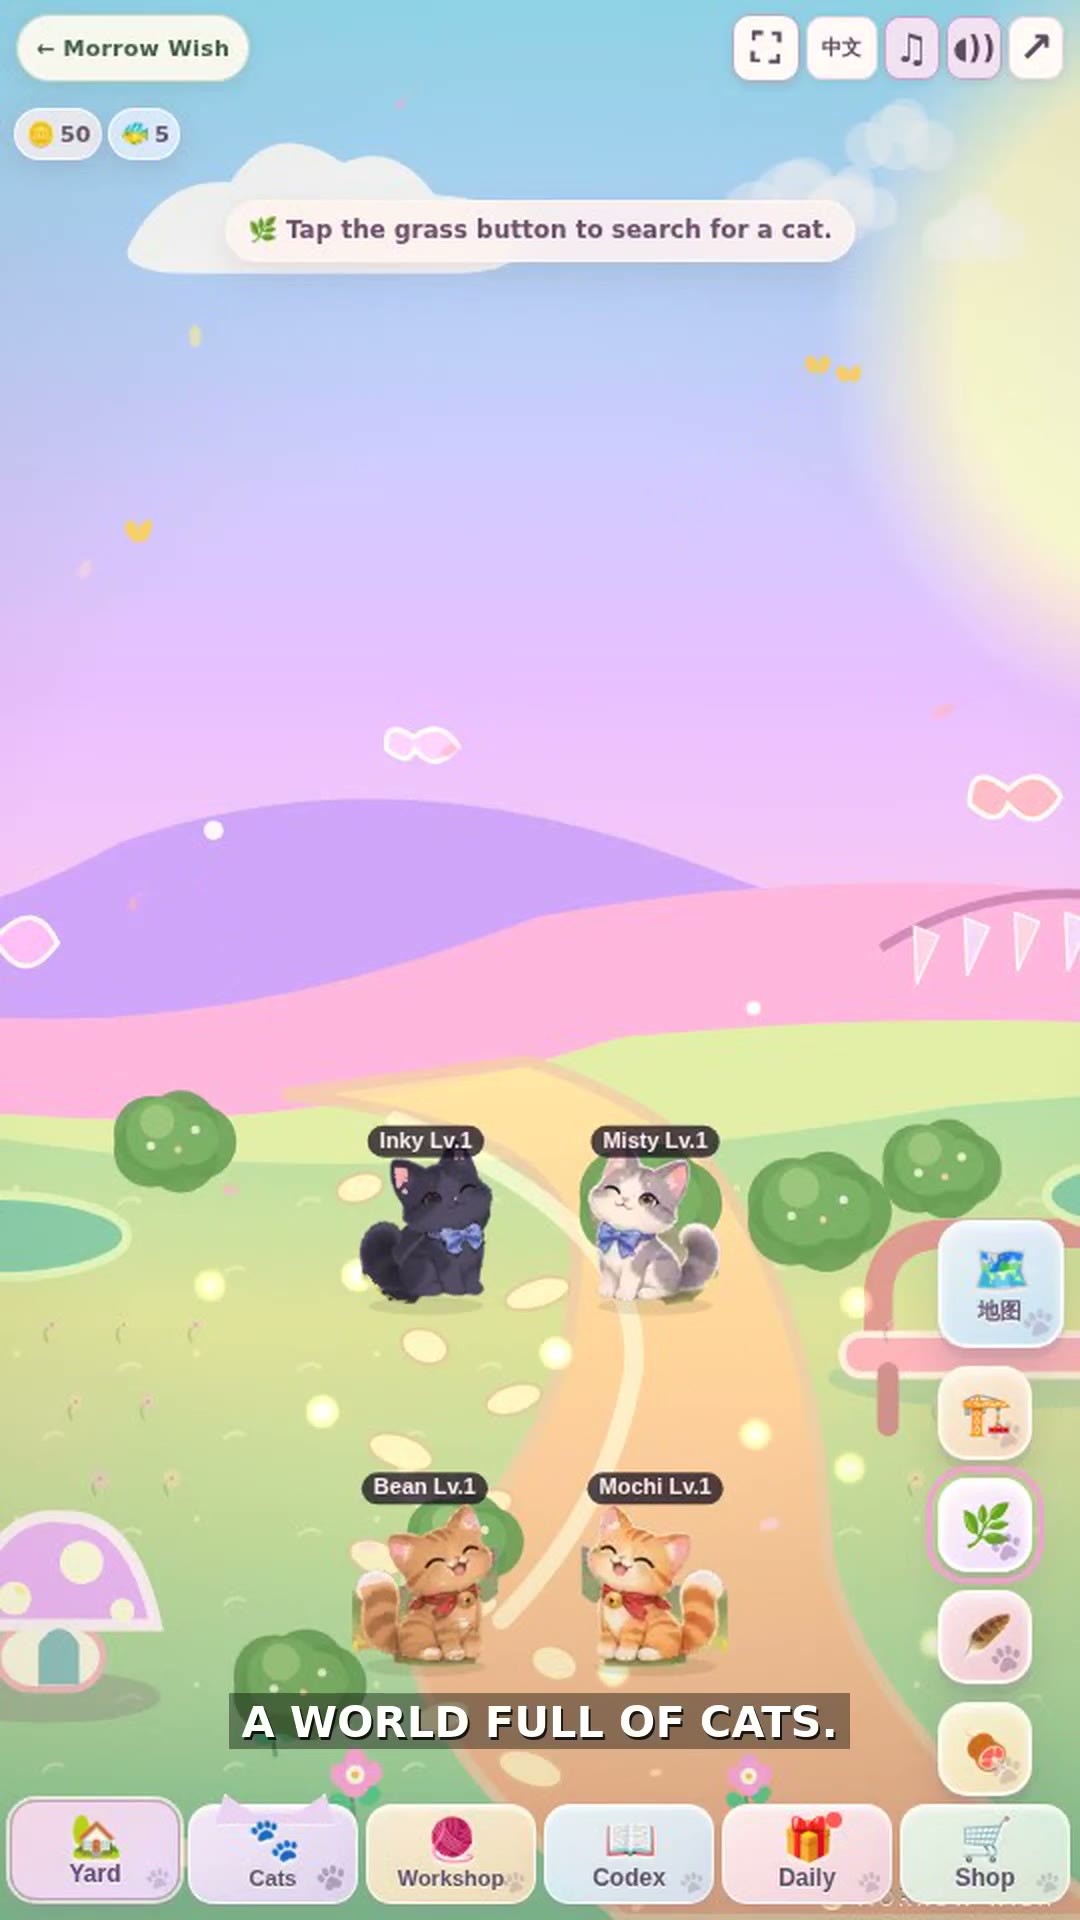 ← Morrow Wish
中文
50
5
Tap the grass button to search for a cat.
Inky Lv.1
Misty Lv.1
地图
Bean Lv.1
Mochi Lv.1
A WORLD FULL OF CATS.
Yard
Cats
Workshop
Codex
Daily
Shop